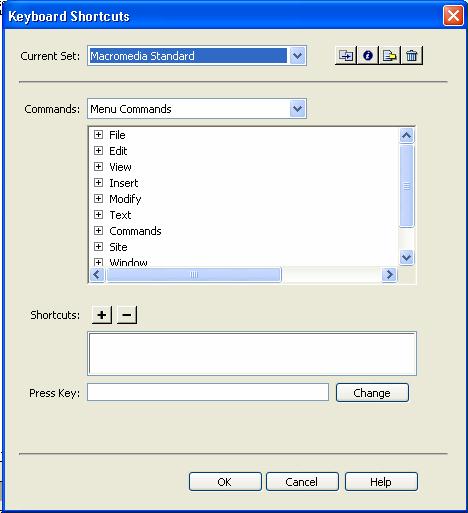 Keyboard Shortcuts
Current Set: Macromedia Standard
Commands: Menu Commands
File
Edit
View
Insert
Modify
Text
Commands
Site
Window
Shortcuts:
Press Key: Change
OK Cancel Help